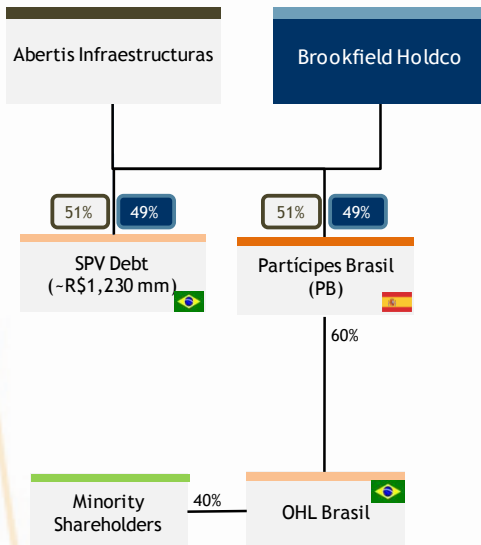 Abertis Infraestructuras
Brookfield Holdco
51%
49%
51%
49%
SPV Debt
(~R$1,230 mm)
Partícipes Brasil
(PB)
60%
Minority
Shareholders
40%
OHL Brasil